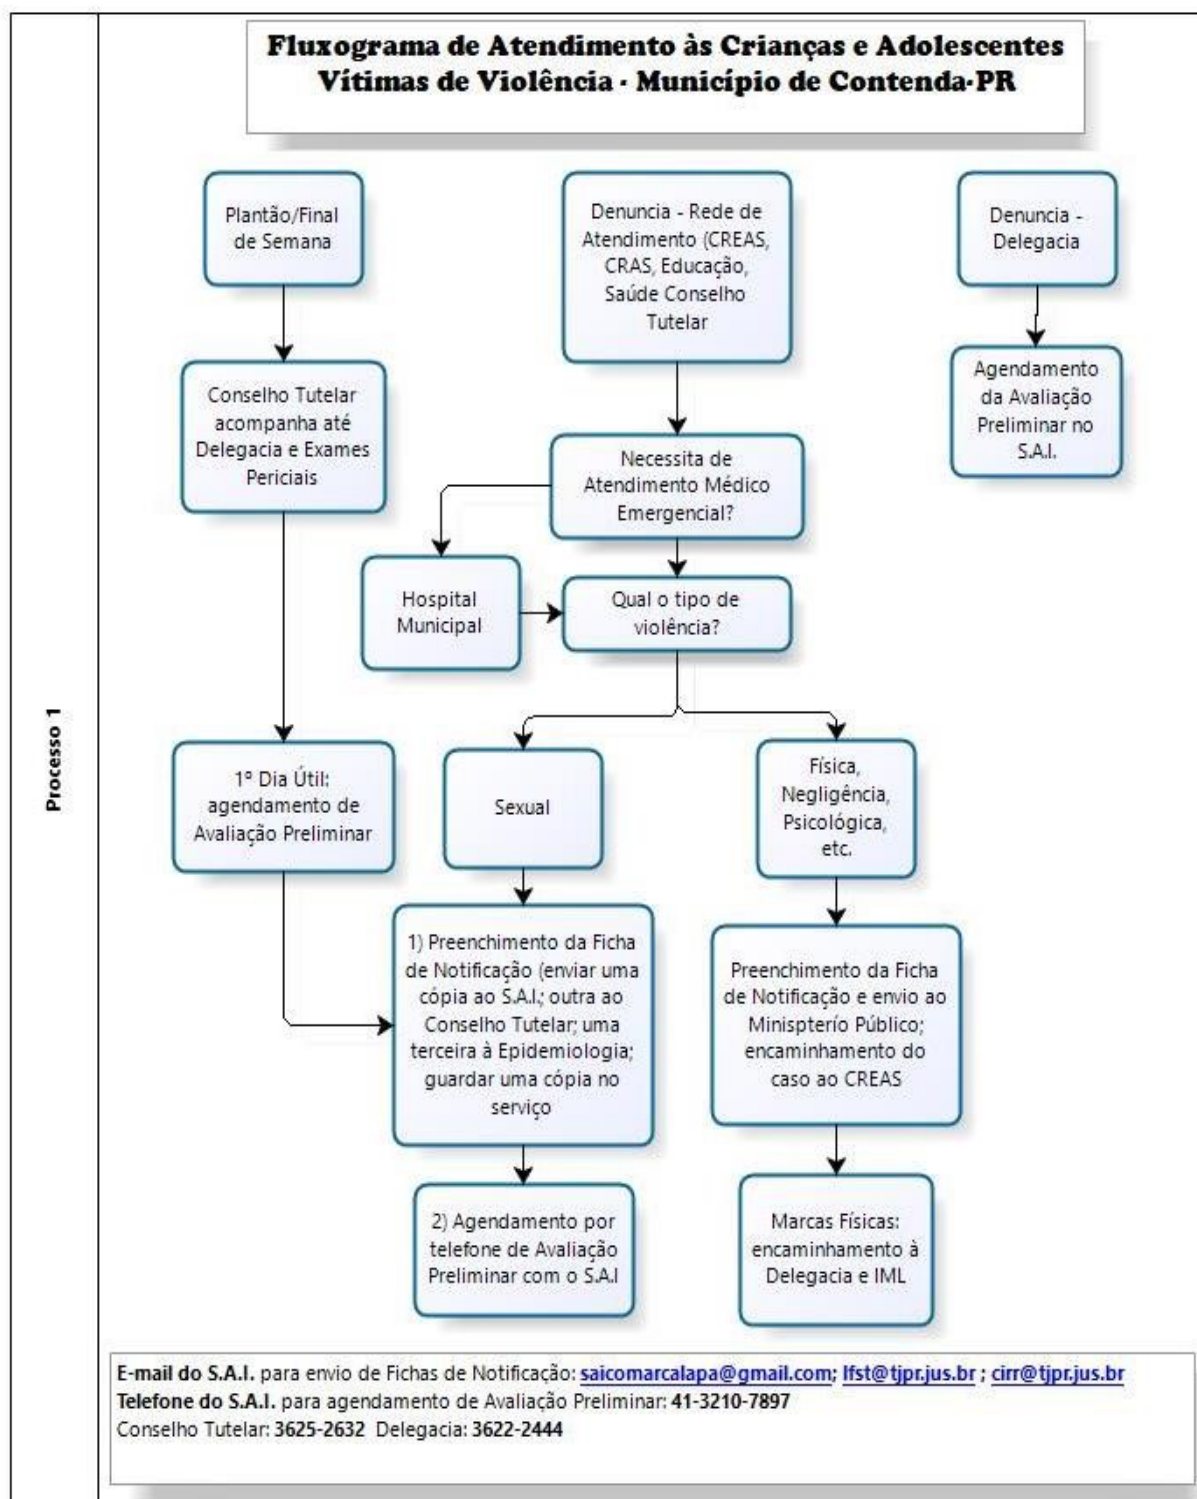 Fluxograma de Atendimento às Crianças e Adolescentes
Vítimas de Violência - Município de Contenda-PR
Processo 1
Plantão/Final
de Semana
Denuncia - Rede de
Atendimento (CREAS,
CRAS, Educação,
Saúde Conselho
Tutelar
Denuncia -
Delegacia
Conselho Tutelar
acompanha até
Delegacia e Exames
Periciais
Agendamento
da Avaliação
Preliminar no
S.A.I.
Necessita de
Atendimento Médico
Emergencial?
Hospital
Municipal
Qual o tipo de
violência?
1º Dia Útil:
agendamento de
Avaliação Preliminar
Sexual
Física,
Negligência,
Psicológica,
etc.
1) Preenchimento da Ficha
de Notificação (enviar uma
cópia ao S.A.I.; outra ao
Conselho Tutelar; uma
terceira à Epidemiologia;
guardar uma cópia no
serviço
Preenchimento da Ficha
de Notificação e envio ao
Minispterío Público;
encaminhamento do
caso ao CREAS
2) Agendamento por
telefone de Avaliação
Preliminar com o S.A.I
Marcas Físicas:
encaminhamento à
Delegacia e IML
E-mail do S.A.I. para envio de Fichas de Notificação: saicomarcalapa@gmail.com; lfst@tjpr.jus.br ; cirr@tjpr.jus.br
Telefone do S.A.I. para agendamento de Avaliação Preliminar: 41-3210-7897
Conselho Tutelar: 3625-2632 Delegacia: 3622-2444